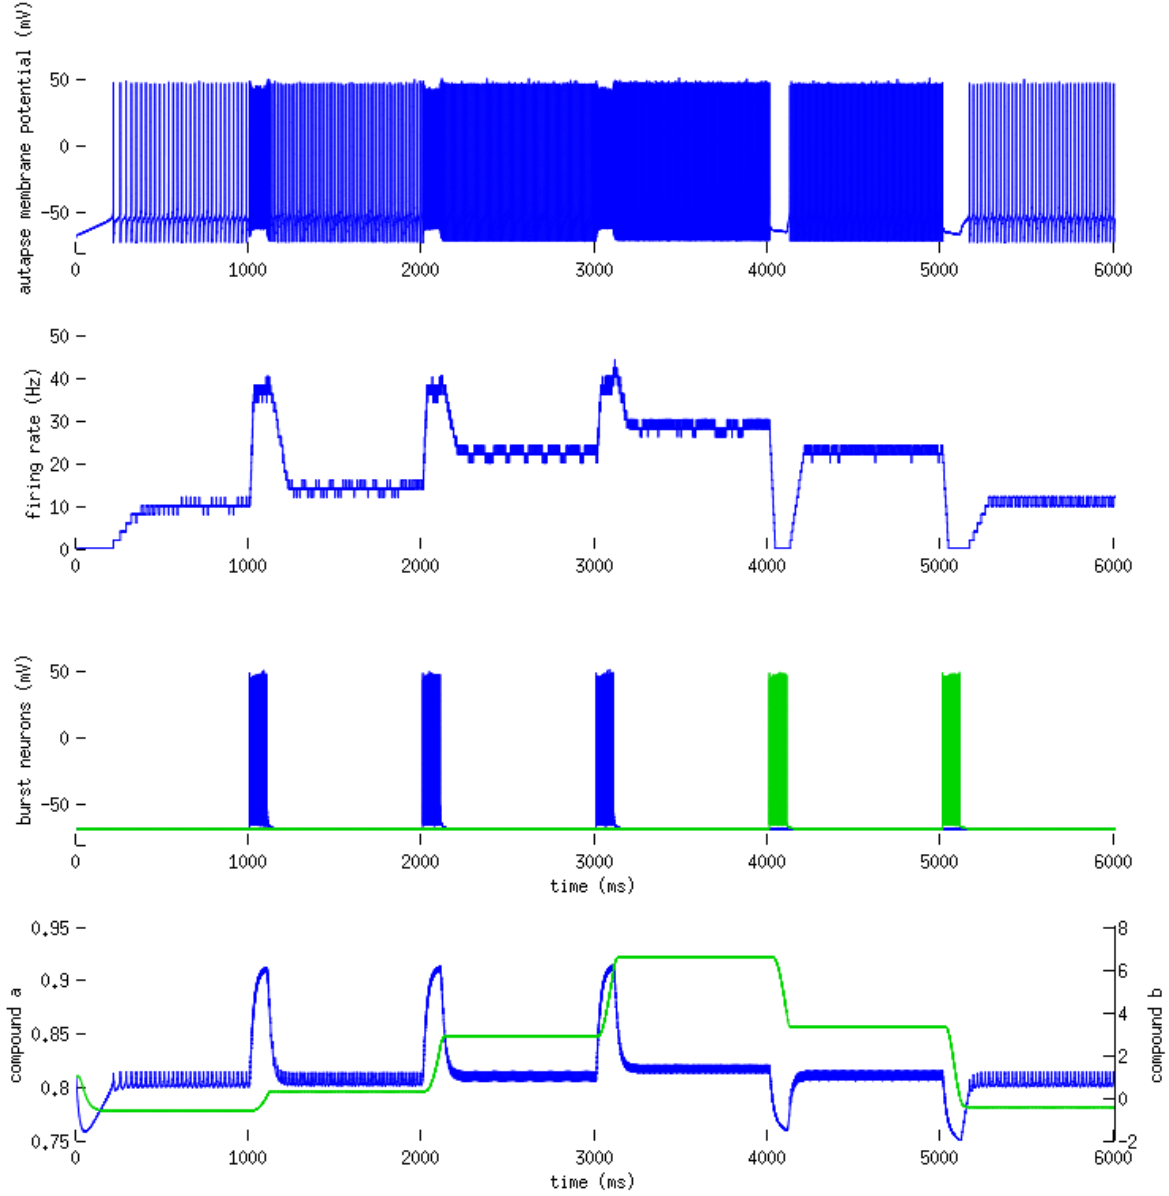 autapse membrane potential (mV)
50
0
-50
0 1000 2000 3000 4000 5000 6000
firing rate (Hz)
50
40
30
20
10
0
0 1000 2000 3000 4000 5000 6000
burst neurons (mV)
50
0
-50
0 1000 2000 3000 4000 5000 6000
time (ms)
compound a
0.95 8
0.9 6
4
0.85
2
0.8 0
0.75 -2
compound b
0 1000 2000 3000 4000 5000 6000
time (ms)